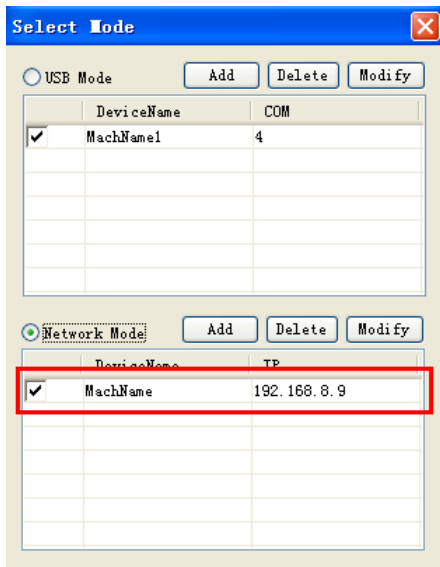 Select Mode
USB Mode Add Delete Modify
DeviceName COM
MachName1 4
Network Mode Add Delete Modify
DeviceName IP
MachName 192.168.8.9